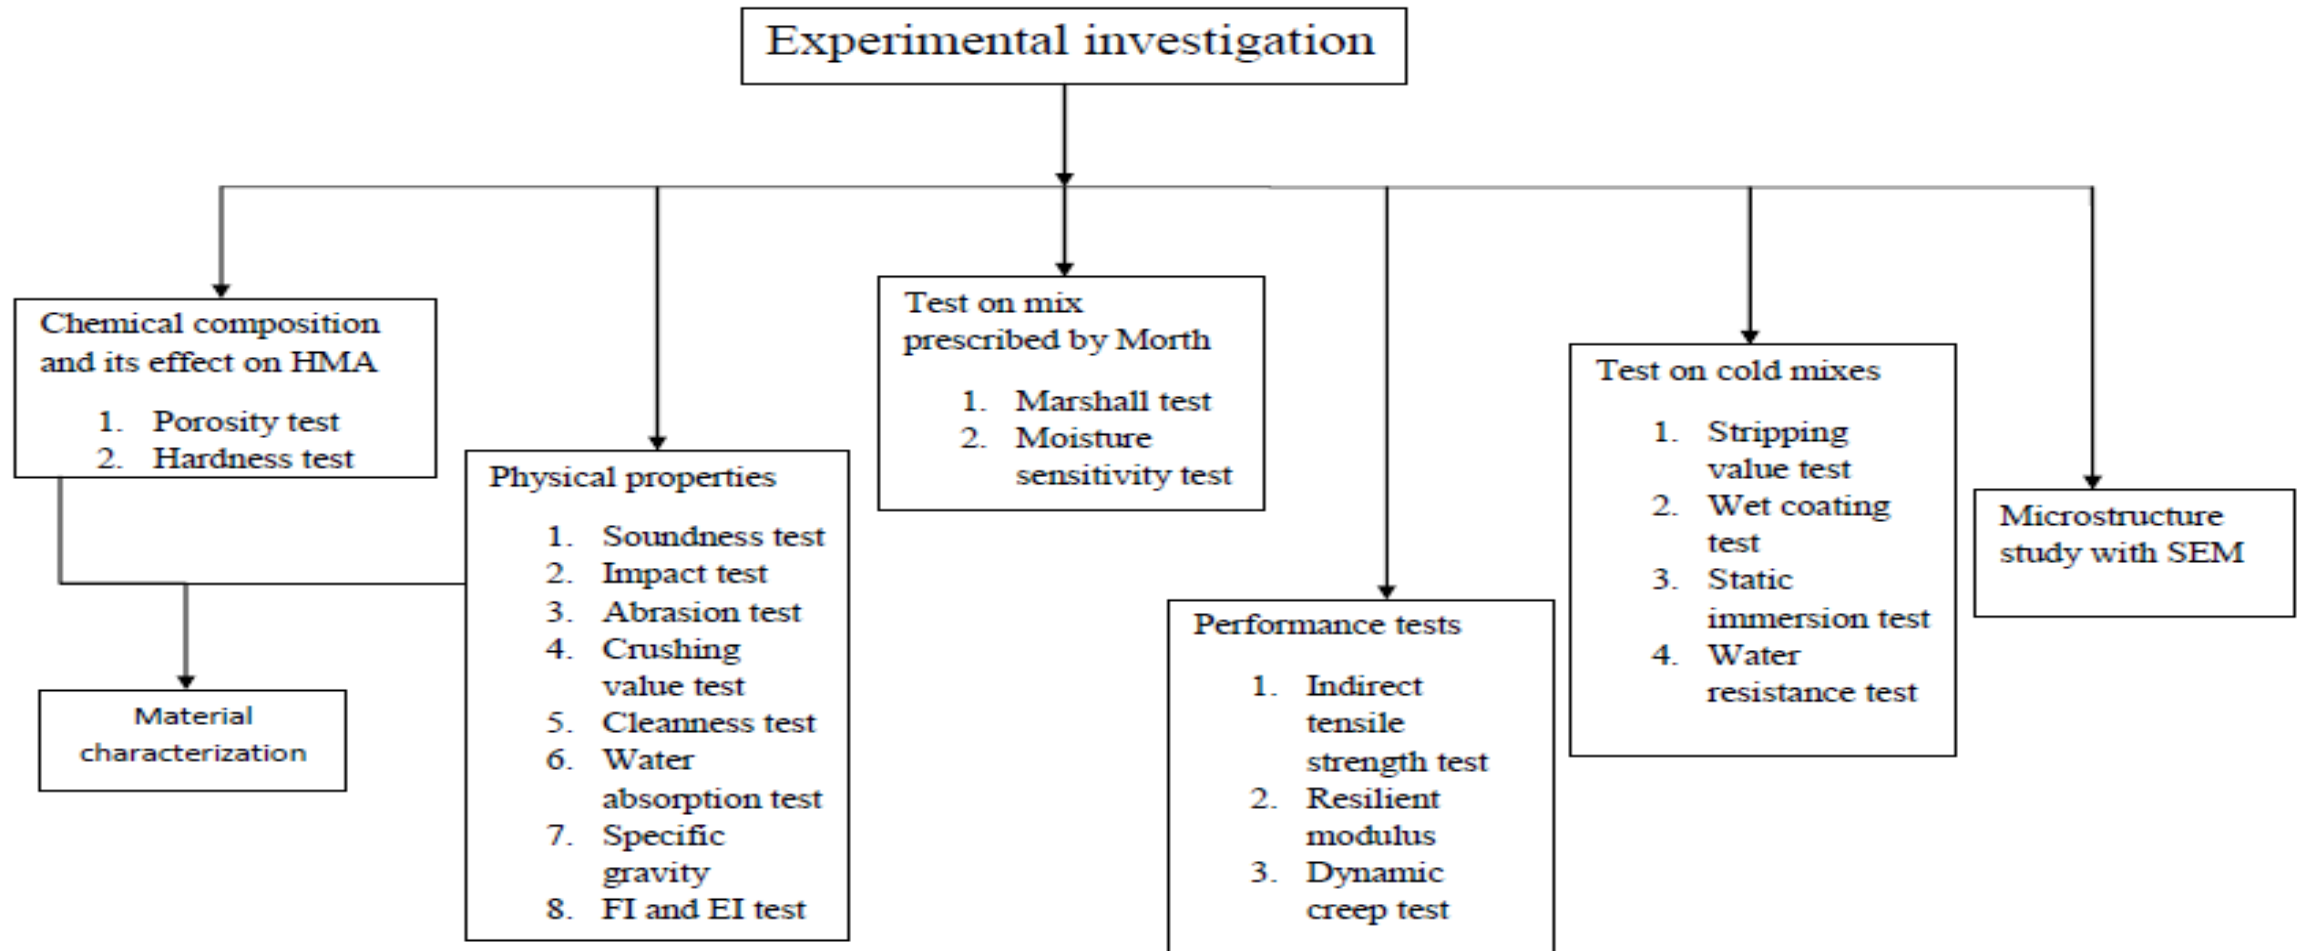 Experimental investigation
Chemical composition
and its effect on HMA
1. Porosity test
2. Hardness test
Physical properties
1. Soundness test
2. Impact test
3. Abrasion test
4. Crushing
value test
5. Cleanness test
6. Water
absorption test
7. Specific
gravity
8. FI and EI test
Material
characterization
Test on mix
prescribed by Morth
1. Marshall test
2. Moisture
sensitivity test
Performance tests
1. Indirect
tensile
strength test
2. Resilient
modulus
3. Dynamic
creep test
Test on cold mixes
1. Stripping
value test
2. Wet coating
test
3. Static
immersion test
4. Water
resistance test
Microstructure
study with SEM